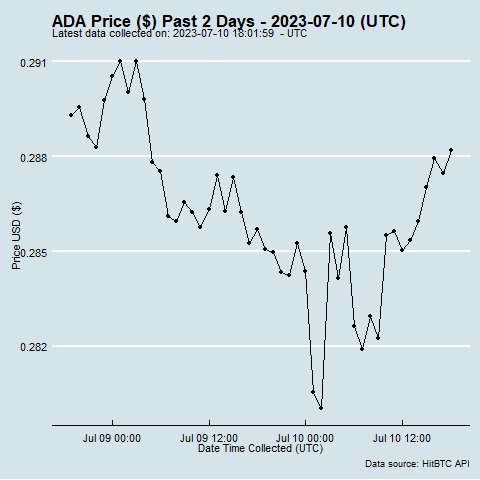 ADA Price ($) Past 2 Days - 2023-07-10 (UTC)
Latest data collected on: 2023-07-10 18:01:59 - UTC
0.291
0.288
0.285
0.282
Price USD ($)
Jul 09 00:00 Jul 09 12:00 Jul 10 00:00 Jul 10 12:00
Date Time Collected (UTC)
Data source: HitBTC API